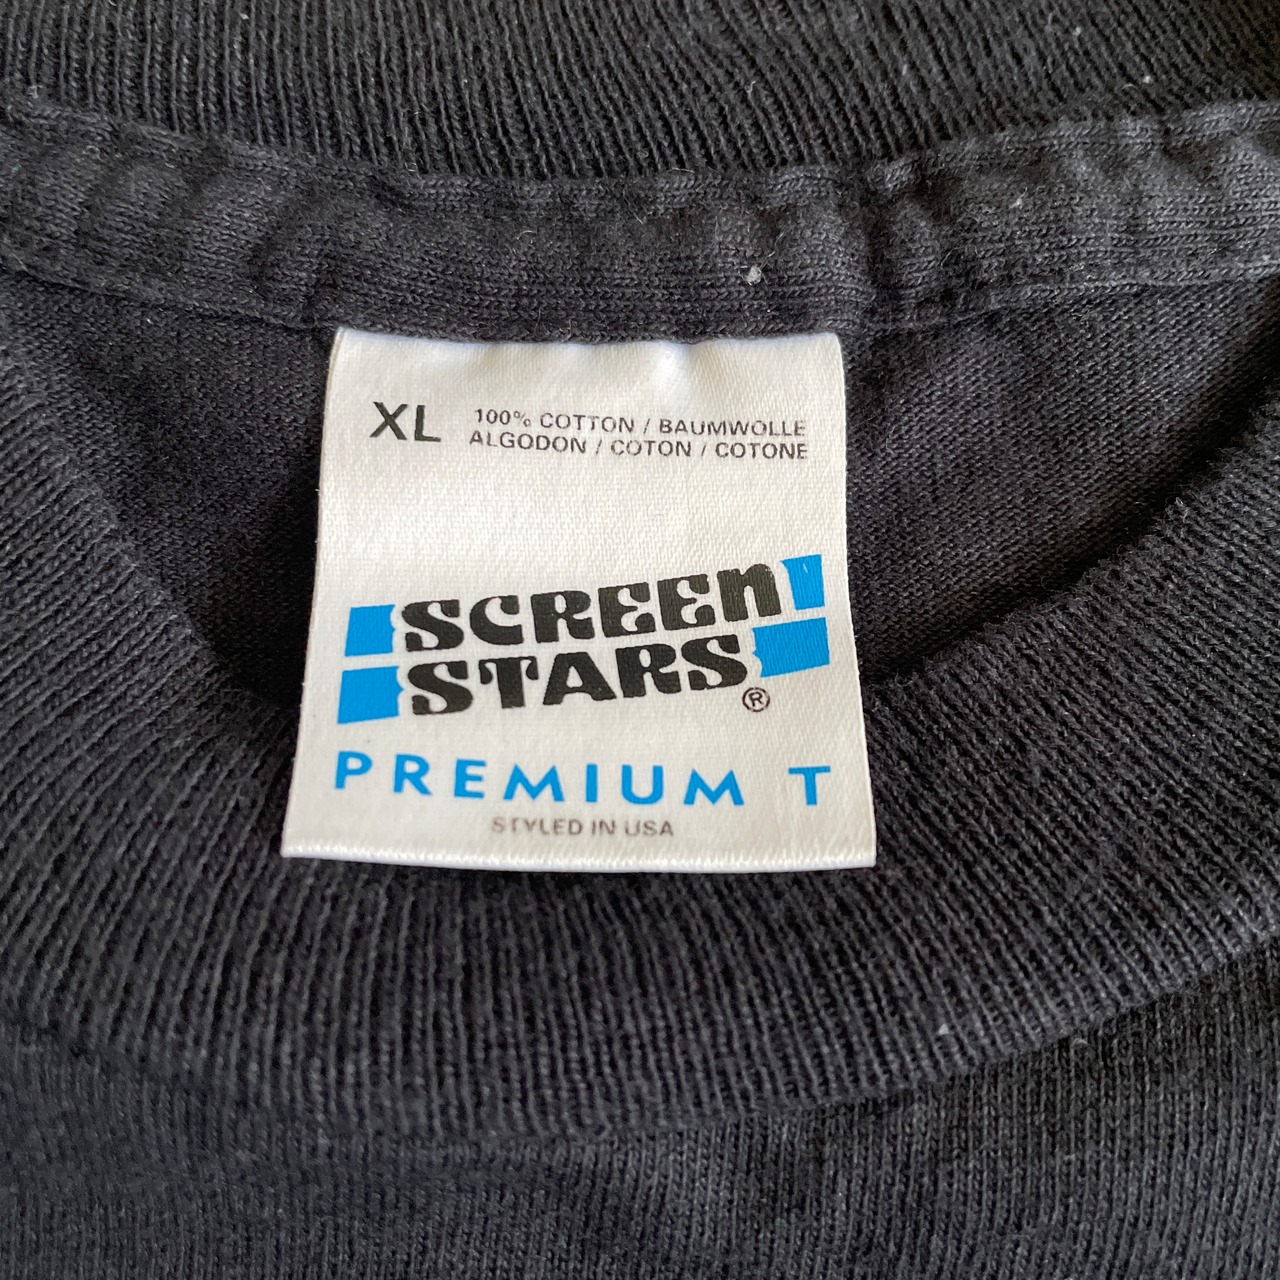 XL
100% COTTON / BAUMWOLLE
ALGODON / COTON / COTONE
SCREEn
STARS®
PREMIUM T
STYLED IN USA